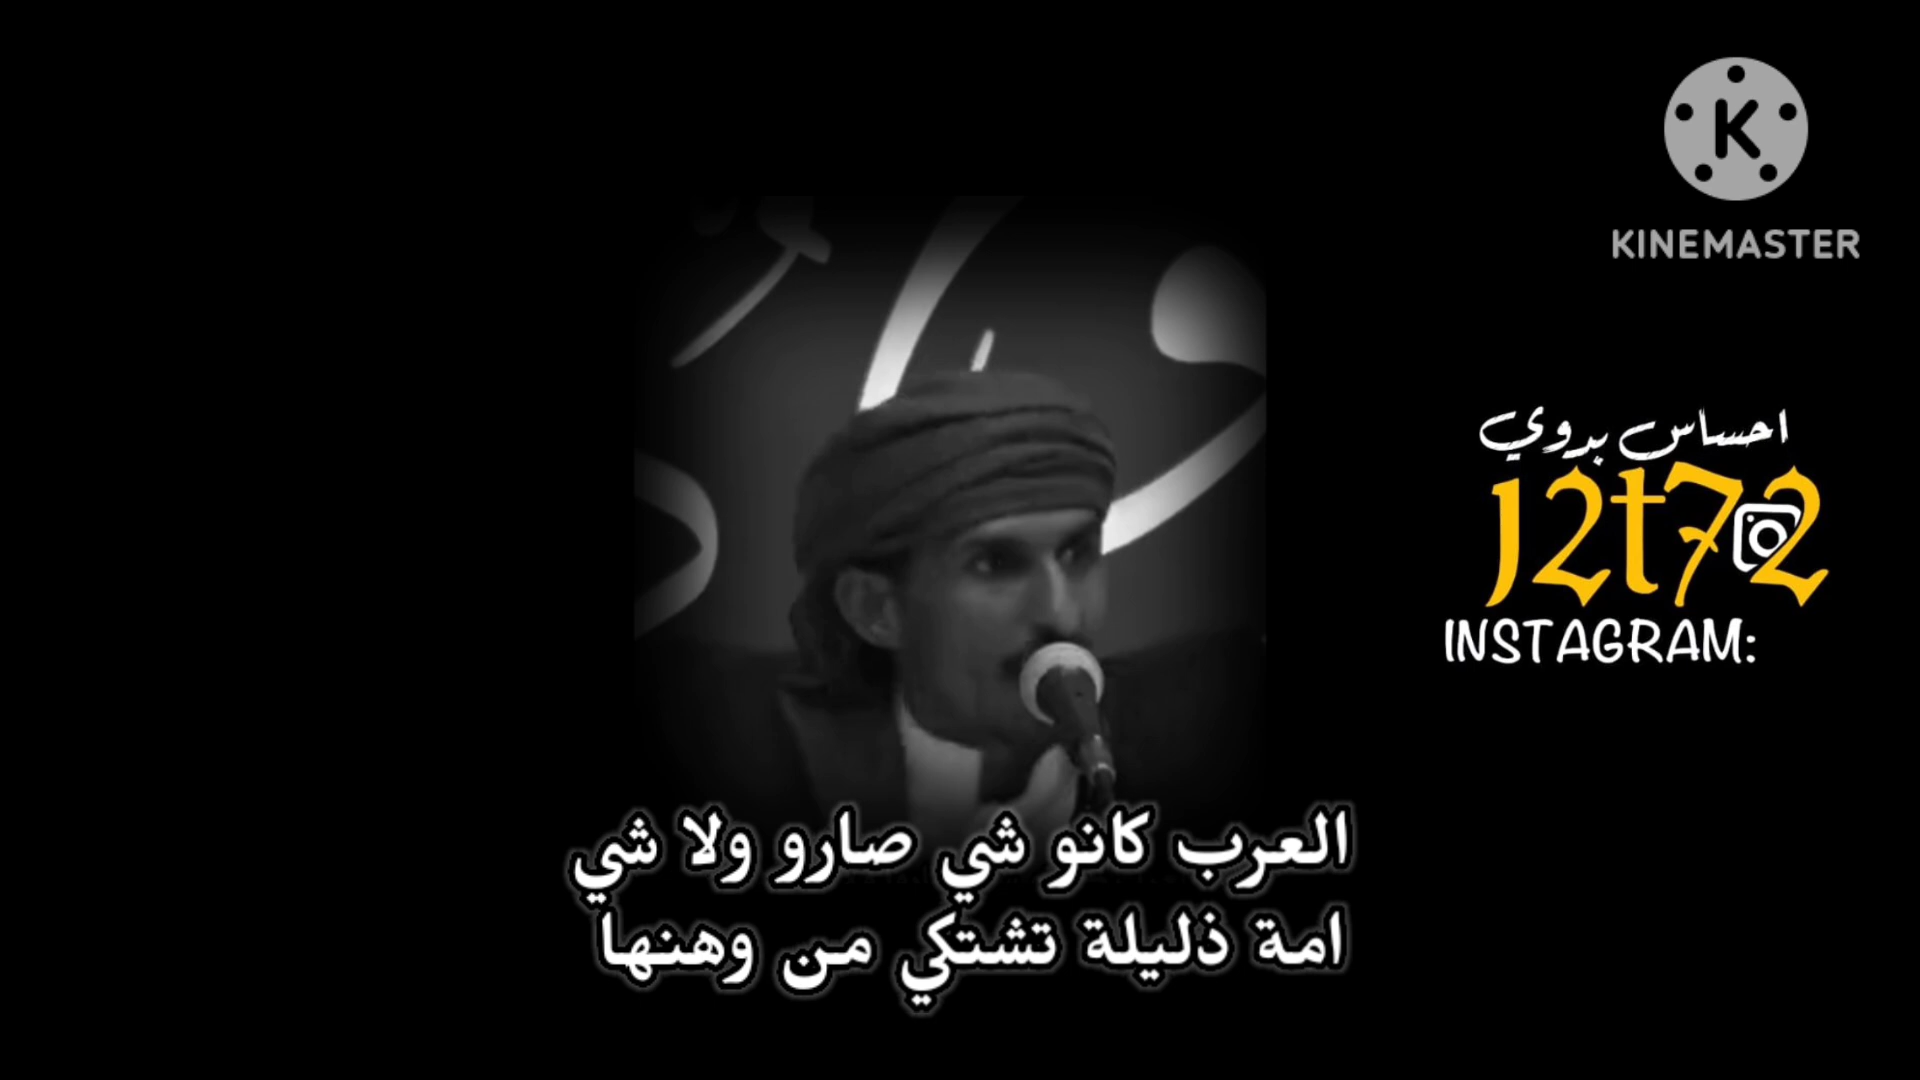 KINEMASTER
احساس بدوي
j2t72
INSTAGRAM:
العرب كانو شي صارو ولا شي
امة ذليلة تشتكي من وهنها